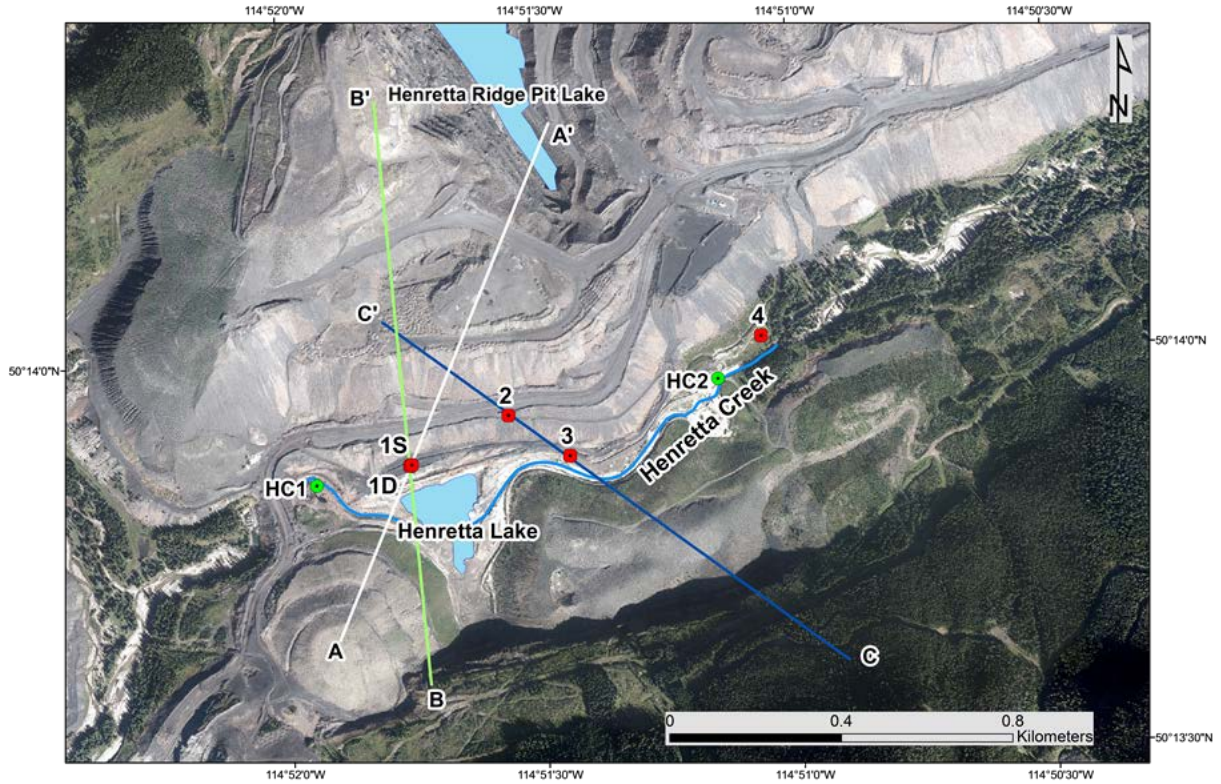 114°52'0"W 114°51'30"W 114°51'0"W 114°50'30"W
N
B'
Henretta Ridge Pit Lake
A'
C'
4
50°14'0"N
50°14'0"N
HC2
2
Henretta Creek
3
1S
1D
HC1
Henretta Lake
A
C
B
0 0.4 0.8
Kilometers
50°13'30"N
114°52'0"W 114°51'30"W 114°51'0"W 114°50'30"W